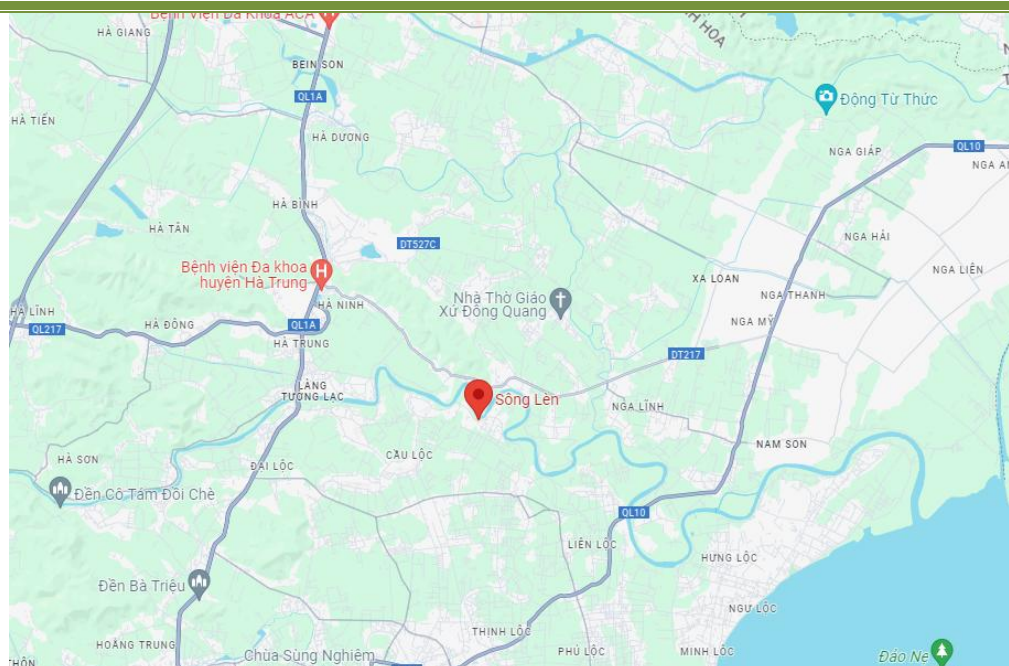 Bệnh Viện Đa Khoa ACA
HÀ GIANG
BEIN SON
QL1A
Động Từ Thức
HÀ TIẾN
HÀ DƯƠNG
NGA GIÁP
QL10
NGA AN
HÀ BÌNH
HÀ TÂN
DT527C
NGA HẢI
Bệnh viện Đa khoa
huyện Hà Trung
NGA LIÊN
XA LOAN
NGA THANH
HÀ NINH
Nhà Thờ Giáo
Xứ Đông Quang
HÀ LĨNH
QL217
HÀ ĐÔNG
QL1A
NGA MỸ
HÀ TRUNG
DT217
LÀNG
TƯƠNG LẠC
Sông Lèn
NGA LĨNH
NAM SON
HÀ SƠN
ĐẠI LỘC
CẦU LỘC
Đền Cô Tám Đồi Chè
QL10
LIÊN LỘC
HƯNG LỘC
Đền Bà Triệu
NGƯ LỘC
THỊNH LỘC
HOẰNG TRUNG
Chùa Sùng Nghiêm
PHÚ LỘC
MINH LỘC
Đảo Nẹ
THÔN